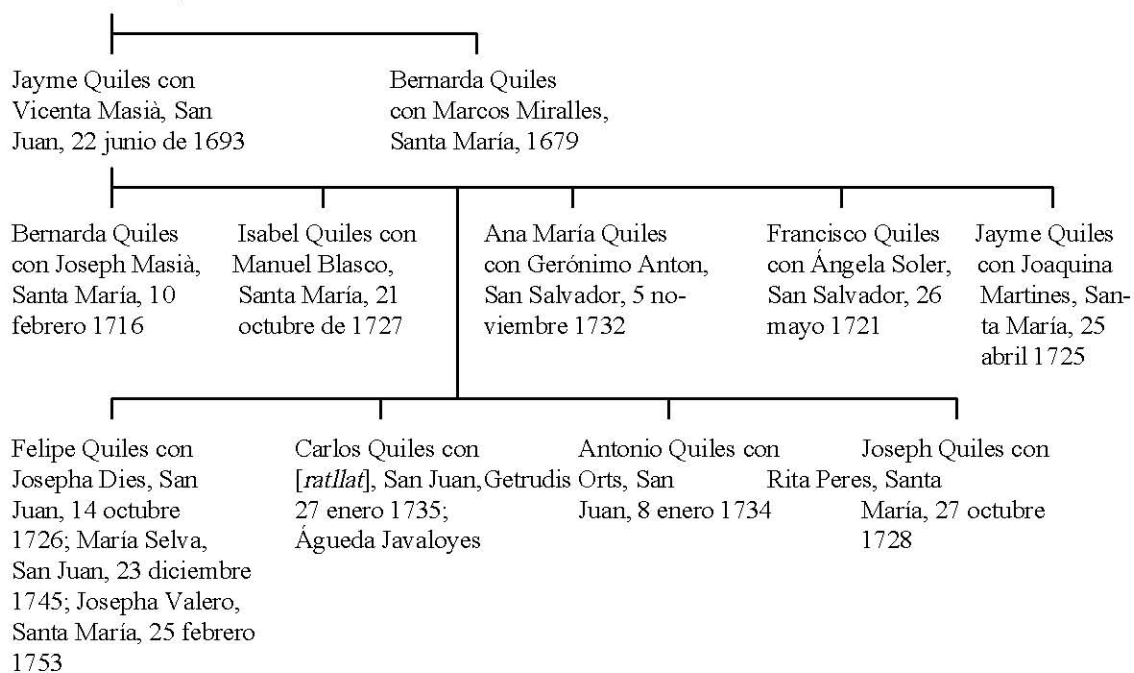 Jayme Quiles con
Vicenta Masià, San
Juan, 22 junio de 1693
Bernarda Quiles
con Marcos Miralles,
Santa María, 1679
Bernarda Quiles
con Joseph Masià,
Santa María, 10
febrero 1716
Isabel Quiles con
Manuel Blasco,
Santa María, 21
octubre de 1727
Ana María Quiles
con Gerónimo Anton,
San Salvador, 5 no-
viembre 1732
Francisco Quiles
con Ángela Soler,
San Salvador, 26
mayo 1721
Jayme Quiles
con Joaquina
Martines, San-
ta María, 25
abril 1725
Felipe Quiles con
Josepha Dies, San
Juan, 14 octubre
1726; María Selva,
San Juan, 23 diciembre
1745; Josepha Valero,
Santa María, 25 febrero
1753
Carlos Quiles con
[ratllat], San Juan,
27 enero 1735;
Águeda Javaloyes
Antonio Quiles con
Getrudis Orts, San
Juan, 8 enero 1734
Joseph Quiles con
Rita Peres, Santa
María, 27 octubre
1728